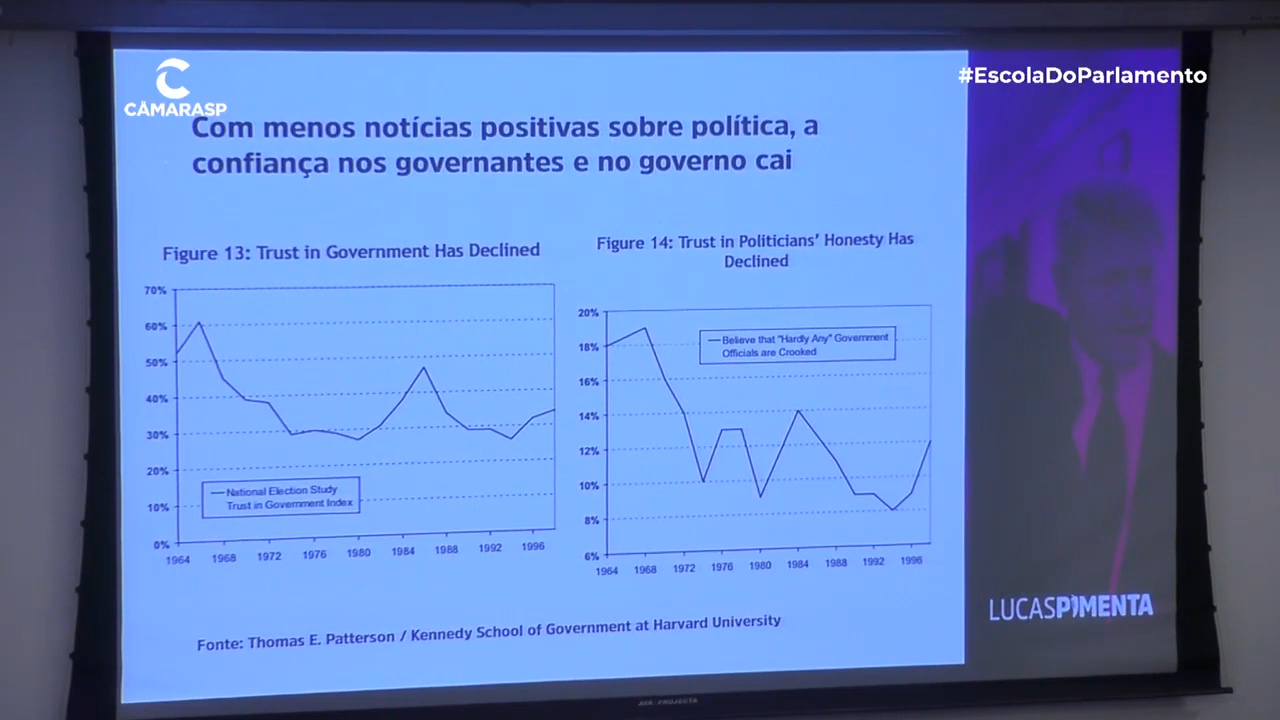 CÂMARASP
#EscolaDoParlamento
Com menos notícias positivas sobre política, a
confiança nos governantes e no governo cai
Figure 13: Trust in Government Has Declined
70%
60%
50%
40%
30%
20%
10%
0%
National Election Study
Trust in Government Index
1964 1968 1972 1976 1980 1984 1988 1992 1996
Figure 14: Trust in Politicians’ Honesty Has
Declined
20%
18%
16%
14%
12%
10%
8%
6%
Believe that "Hardly Any" Government
Officials are Crooked
1964 1968 1972 1976 1980 1984 1988 1992 1996
Fonte: Thomas E. Patterson / Kennedy School of Government at Harvard University
LUCASPIMENTA